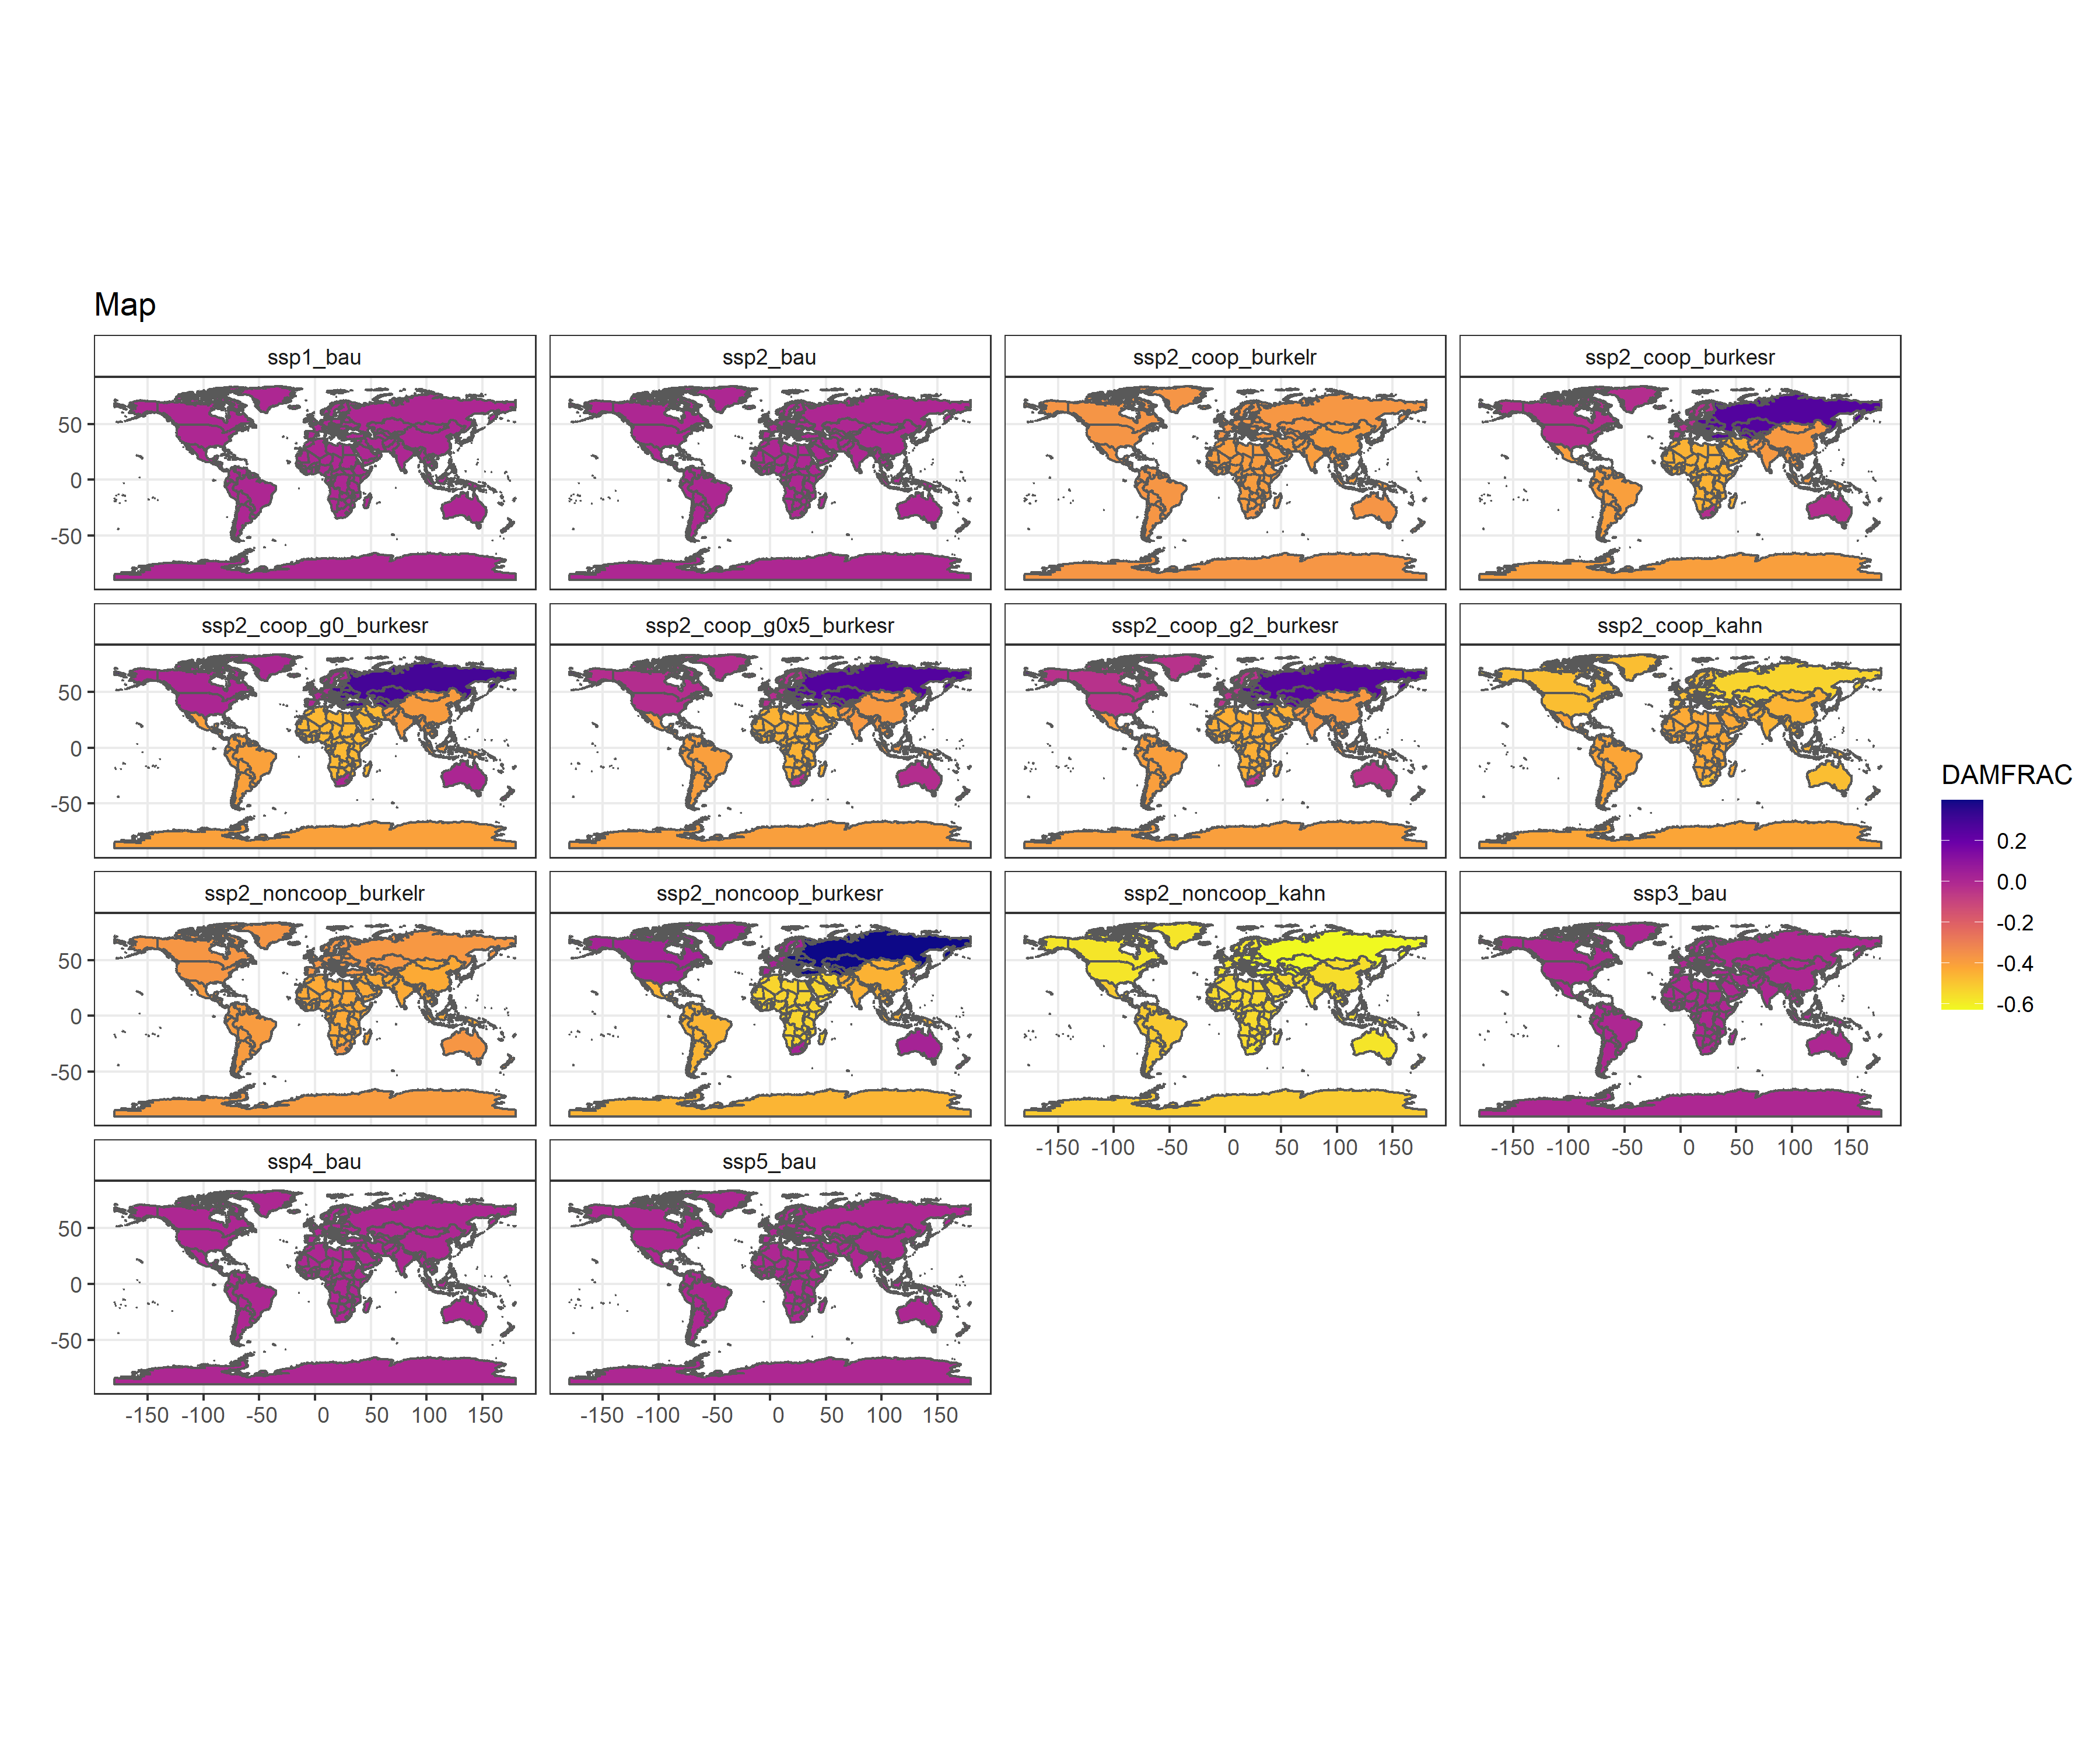 Map
ssp1_bau ssp2_bau ssp2_coop_burkelr ssp2_coop_burkesr
50
0
-50
ssp2_coop_g0_burkesr ssp2_coop_g0x5_burkesr ssp2_coop_g2_burkesr ssp2_coop_kahn
50
0
-50
DAMFRAC
0.2
0.0
-0.2
-0.4
-0.6
ssp2_noncoop_burkelr ssp2_noncoop_burkesr ssp2_noncoop_kahn ssp3_bau
50
0
-50
-150 -100 -50 0 50 100 150 -150 -100 -50 0 50 100 150
ssp4_bau ssp5_bau
50
0
-50
-150 -100 -50 0 50 100 150 -150 -100 -50 0 50 100 150